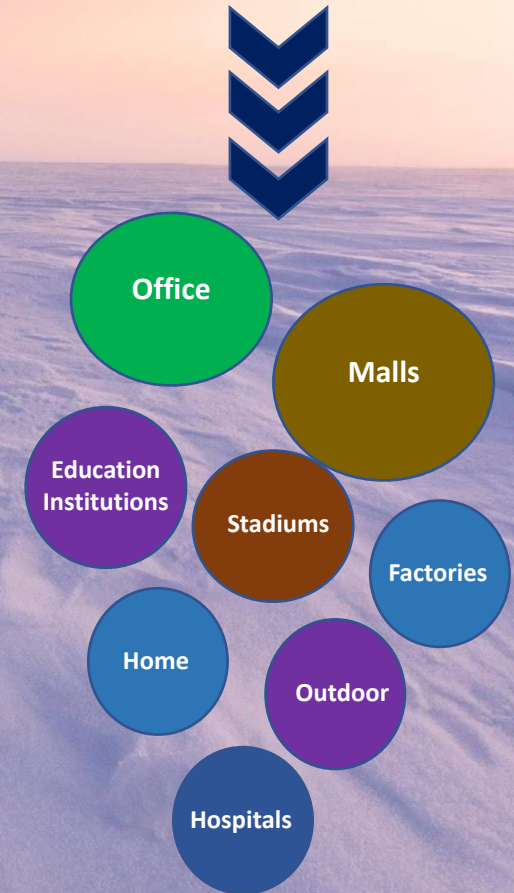 Office
Malls
Education
Institutions
Stadiums
Factories
Home
Outdoor
Hospitals